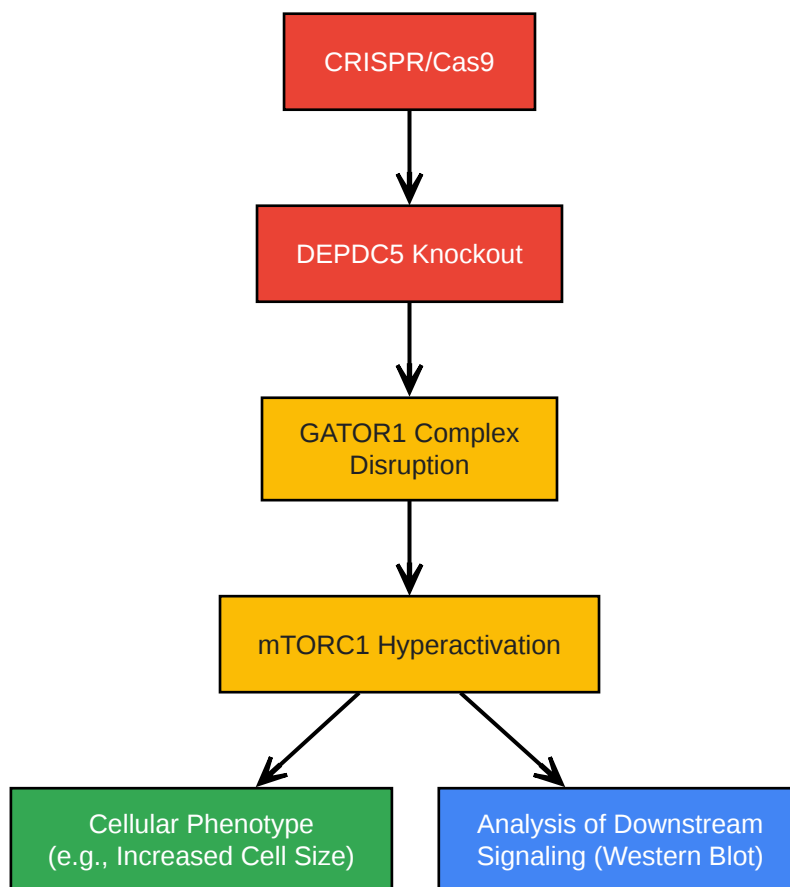 CRISPR/Cas9
DEPDC5 Knockout
GATOR1 Complex
Disruption
mTORC1 Hyperactivation
Cellular Phenotype
(e.g., Increased Cell Size)
Analysis of Downstream
Signaling (Western Blot)